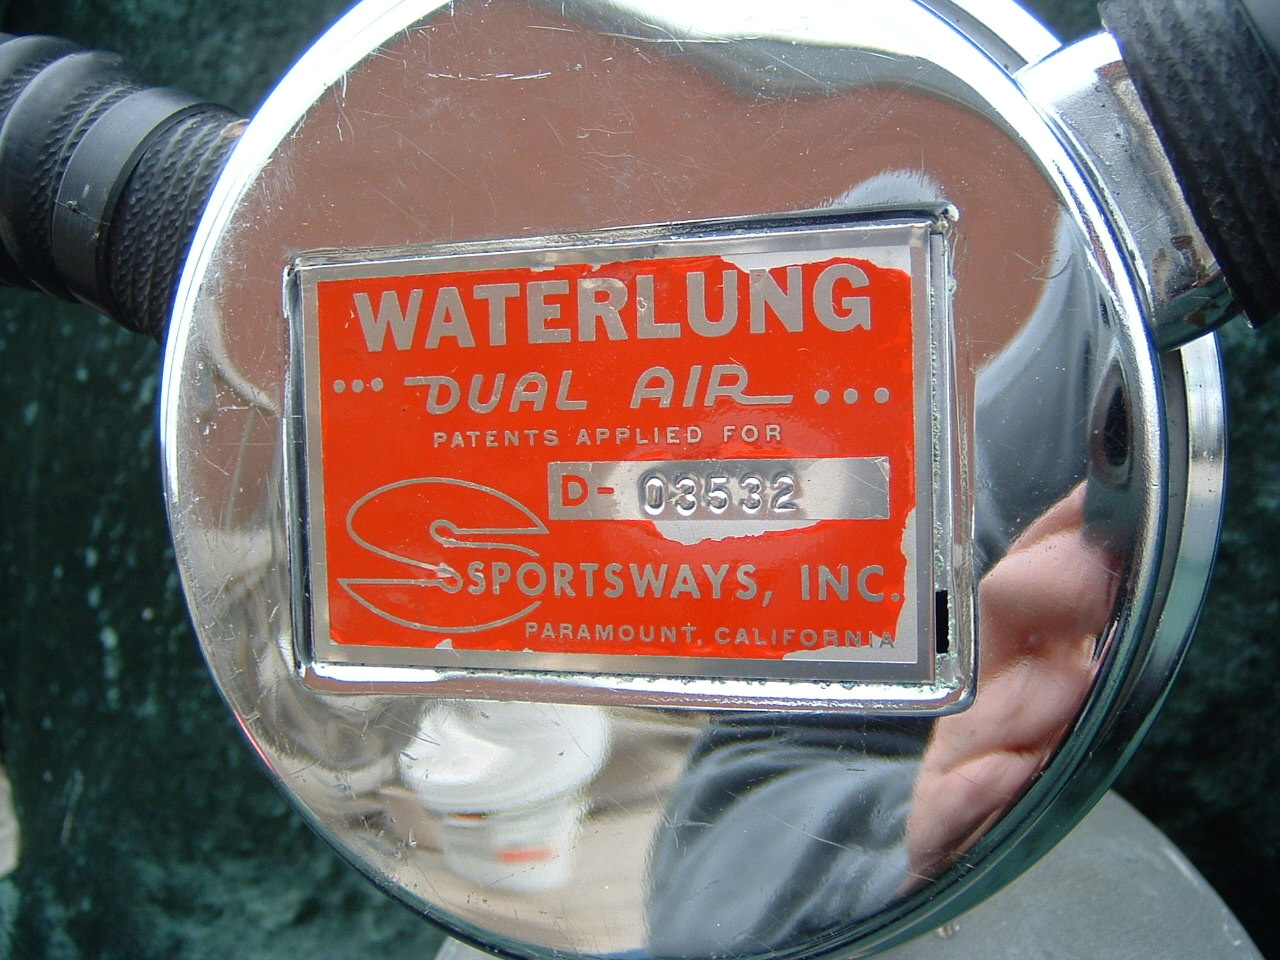 WATERLUNG
... DUAL AIR ...
PATENTS APPLIED FOR
D- 03532
SPORTSWAYS, INC.
PARAMOUNT, CALIFORNIA